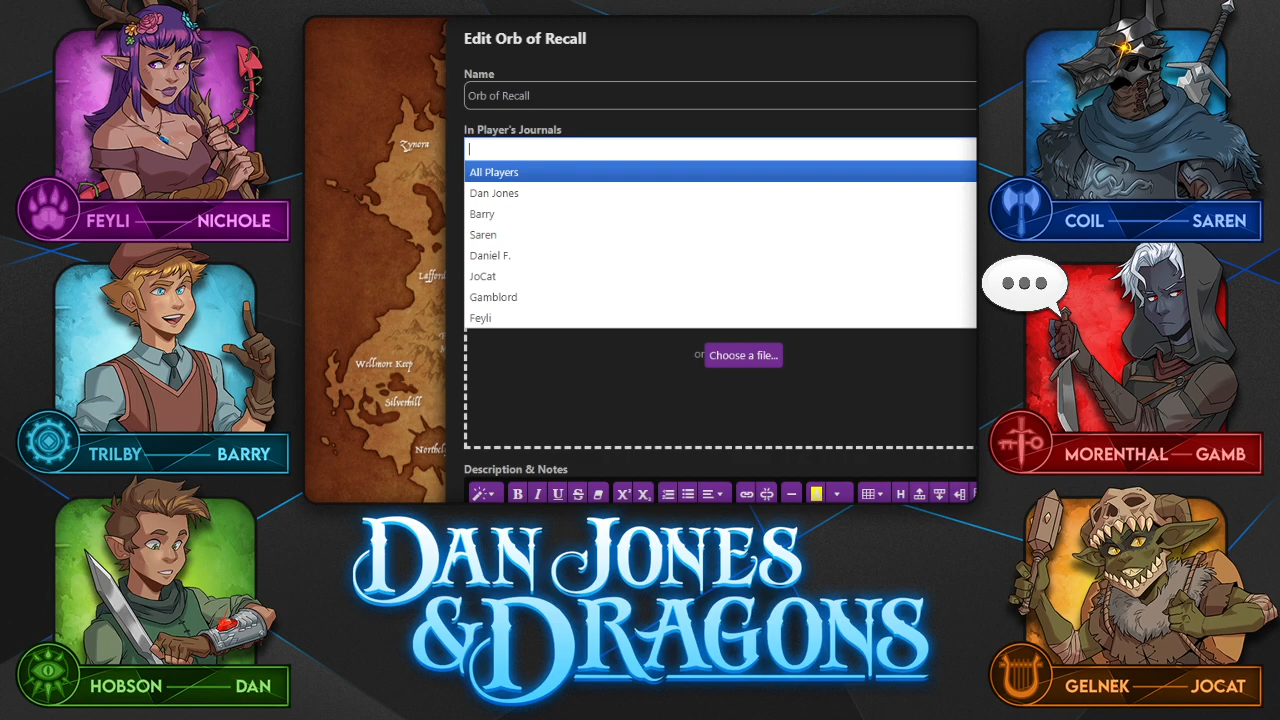 Edit Orb of Recall
Name
Orb of Recall
In Player's Journals
All Players
Dan Jones
Barry
Saren
Daniel F.
JoCat
Gamblord
Feyli
or Choose a file...
Description & Notes
B I U S X X H
Zynora
Wellmore Keep
Silverhill
FEYLI NICHOLE
TRILBY BARRY
HOBSON DAN
COIL SAREN
MORENTHAL GAMB
GELNEK JOCAT
DAN JONES
& DRAGONS